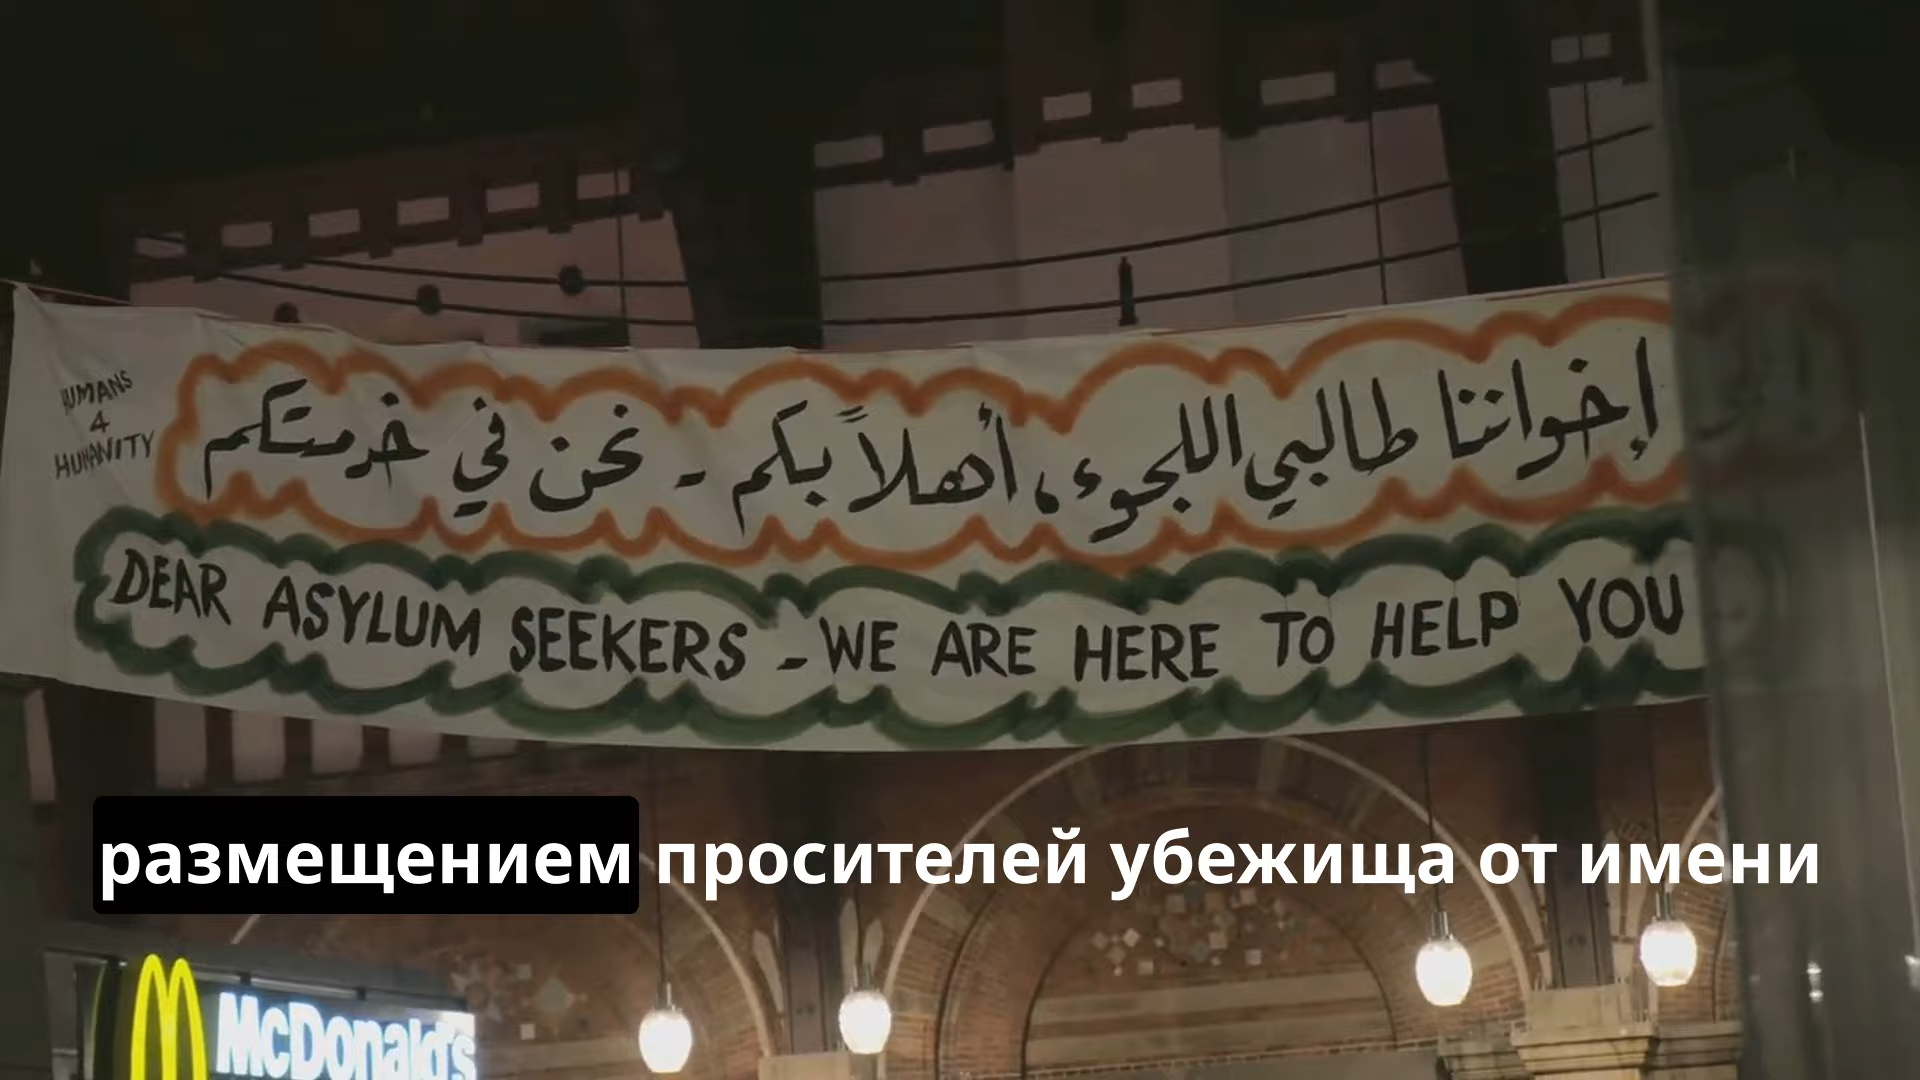 HUMANS
4
HUMANITY
إخواننا طالبي اللجوء، أهلاً بكم - نحن في خدمتكم
DEAR ASYLUM SEEKERS - WE ARE HERE TO HELP YOU
размещением просителей убежища от имени
McDonald's